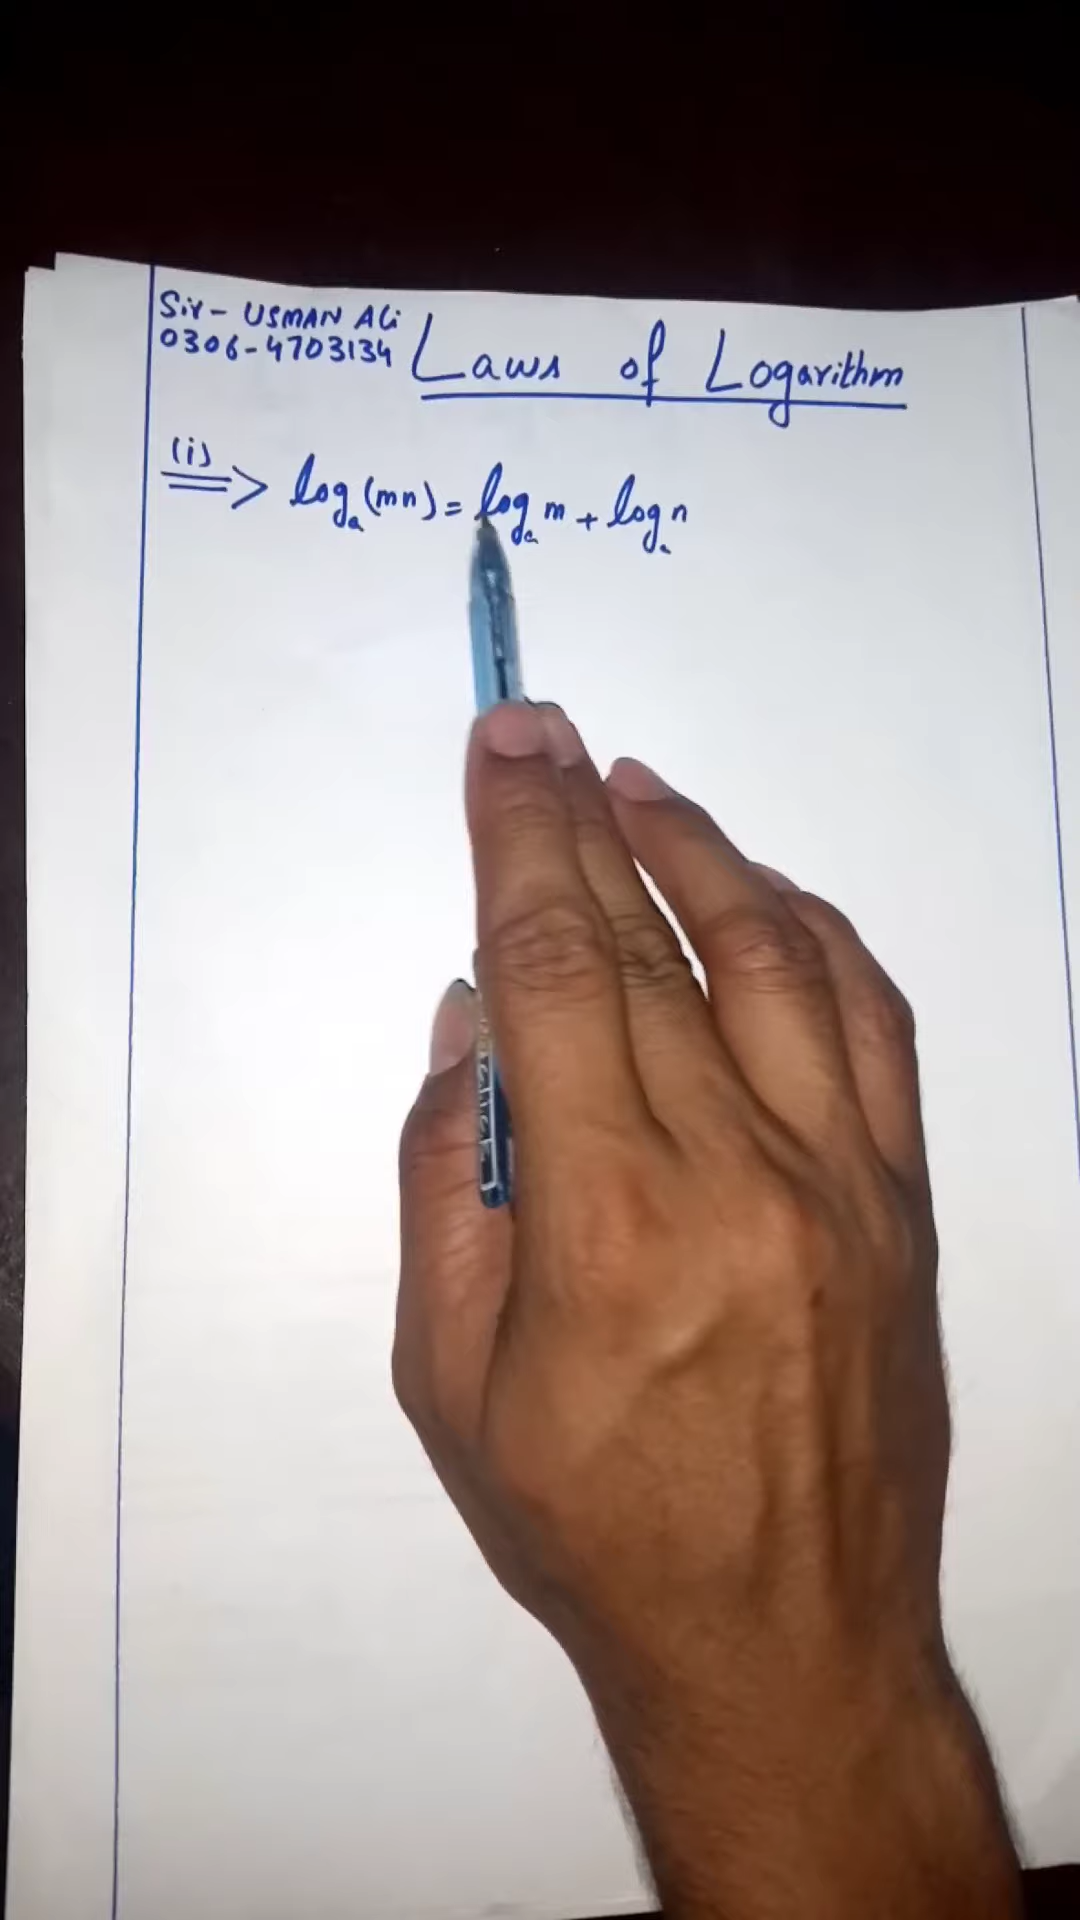 Sir- USMAN Ali
0306-4703134
Laws of Logarithm
(i) => logₐ(mn) = logₐm + logₐn